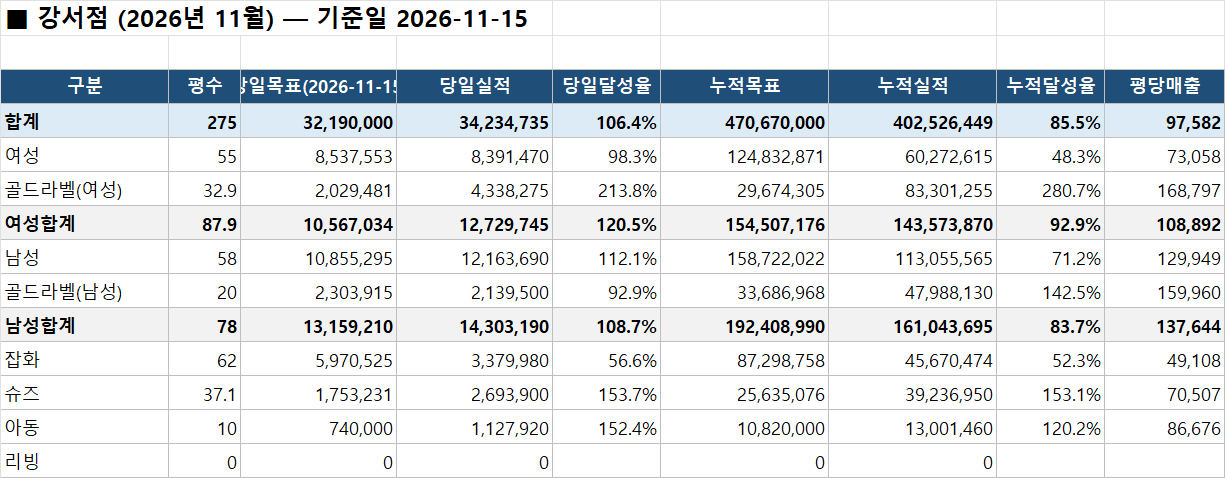 ■ 강서점 (2026년 11월) — 기준일 2026-11-15
구분 평수 당일목표(2026-11-15 당일실적 당일달성율 누적목표 누적실적 누적달성율 평당매출
합계 275 32,190,000 34,234,735 106.4% 470,670,000 402,526,449 85.5% 97,582
여성 55 8,537,553 8,391,470 98.3% 124,832,871 60,272,615 48.3% 73,058
골드라벨(여성) 32.9 2,029,481 4,338,275 213.8% 29,674,305 83,301,255 280.7% 168,797
여성합계 87.9 10,567,034 12,729,745 120.5% 154,507,176 143,573,870 92.9% 108,892
남성 58 10,855,295 12,163,690 112.1% 158,722,022 113,055,565 71.2% 129,949
골드라벨(남성) 20 2,303,915 2,139,500 92.9% 33,686,968 47,988,130 142.5% 159,960
남성합계 78 13,159,210 14,303,190 108.7% 192,408,990 161,043,695 83.7% 137,644
잡화 62 5,970,525 3,379,980 56.6% 87,298,758 45,670,474 52.3% 49,108
슈즈 37.1 1,753,231 2,693,900 153.7% 25,635,076 39,236,950 153.1% 70,507
아동 10 740,000 1,127,920 152.4% 10,820,000 13,001,460 120.2% 86,676
리빙 0 0 0 0 0